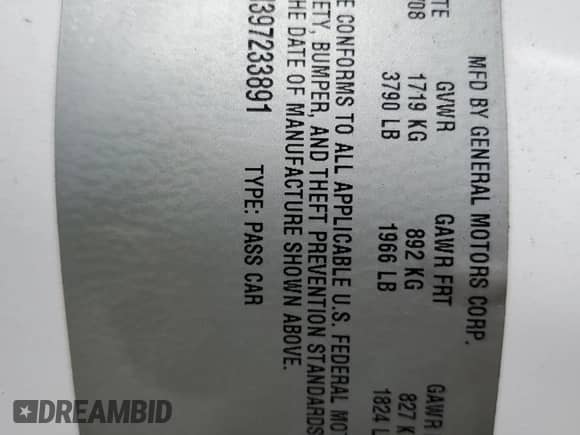 MFD BY GENERAL MOTORS CORP.
TE GVWR GAWR FRT GAWR
/08 1719 KG 892 KG 827 K
3790 LB 1966 LB 1824 L
E CONFORMS TO ALL APPLICABLE U.S. FEDERAL MOT
ETY, BUMPER, AND THEFT PREVENTION STANDARDS
HE DATE OF MANUFACTURE SHOWN ABOVE.
397233891 TYPE: PASS CAR
DREAMBID